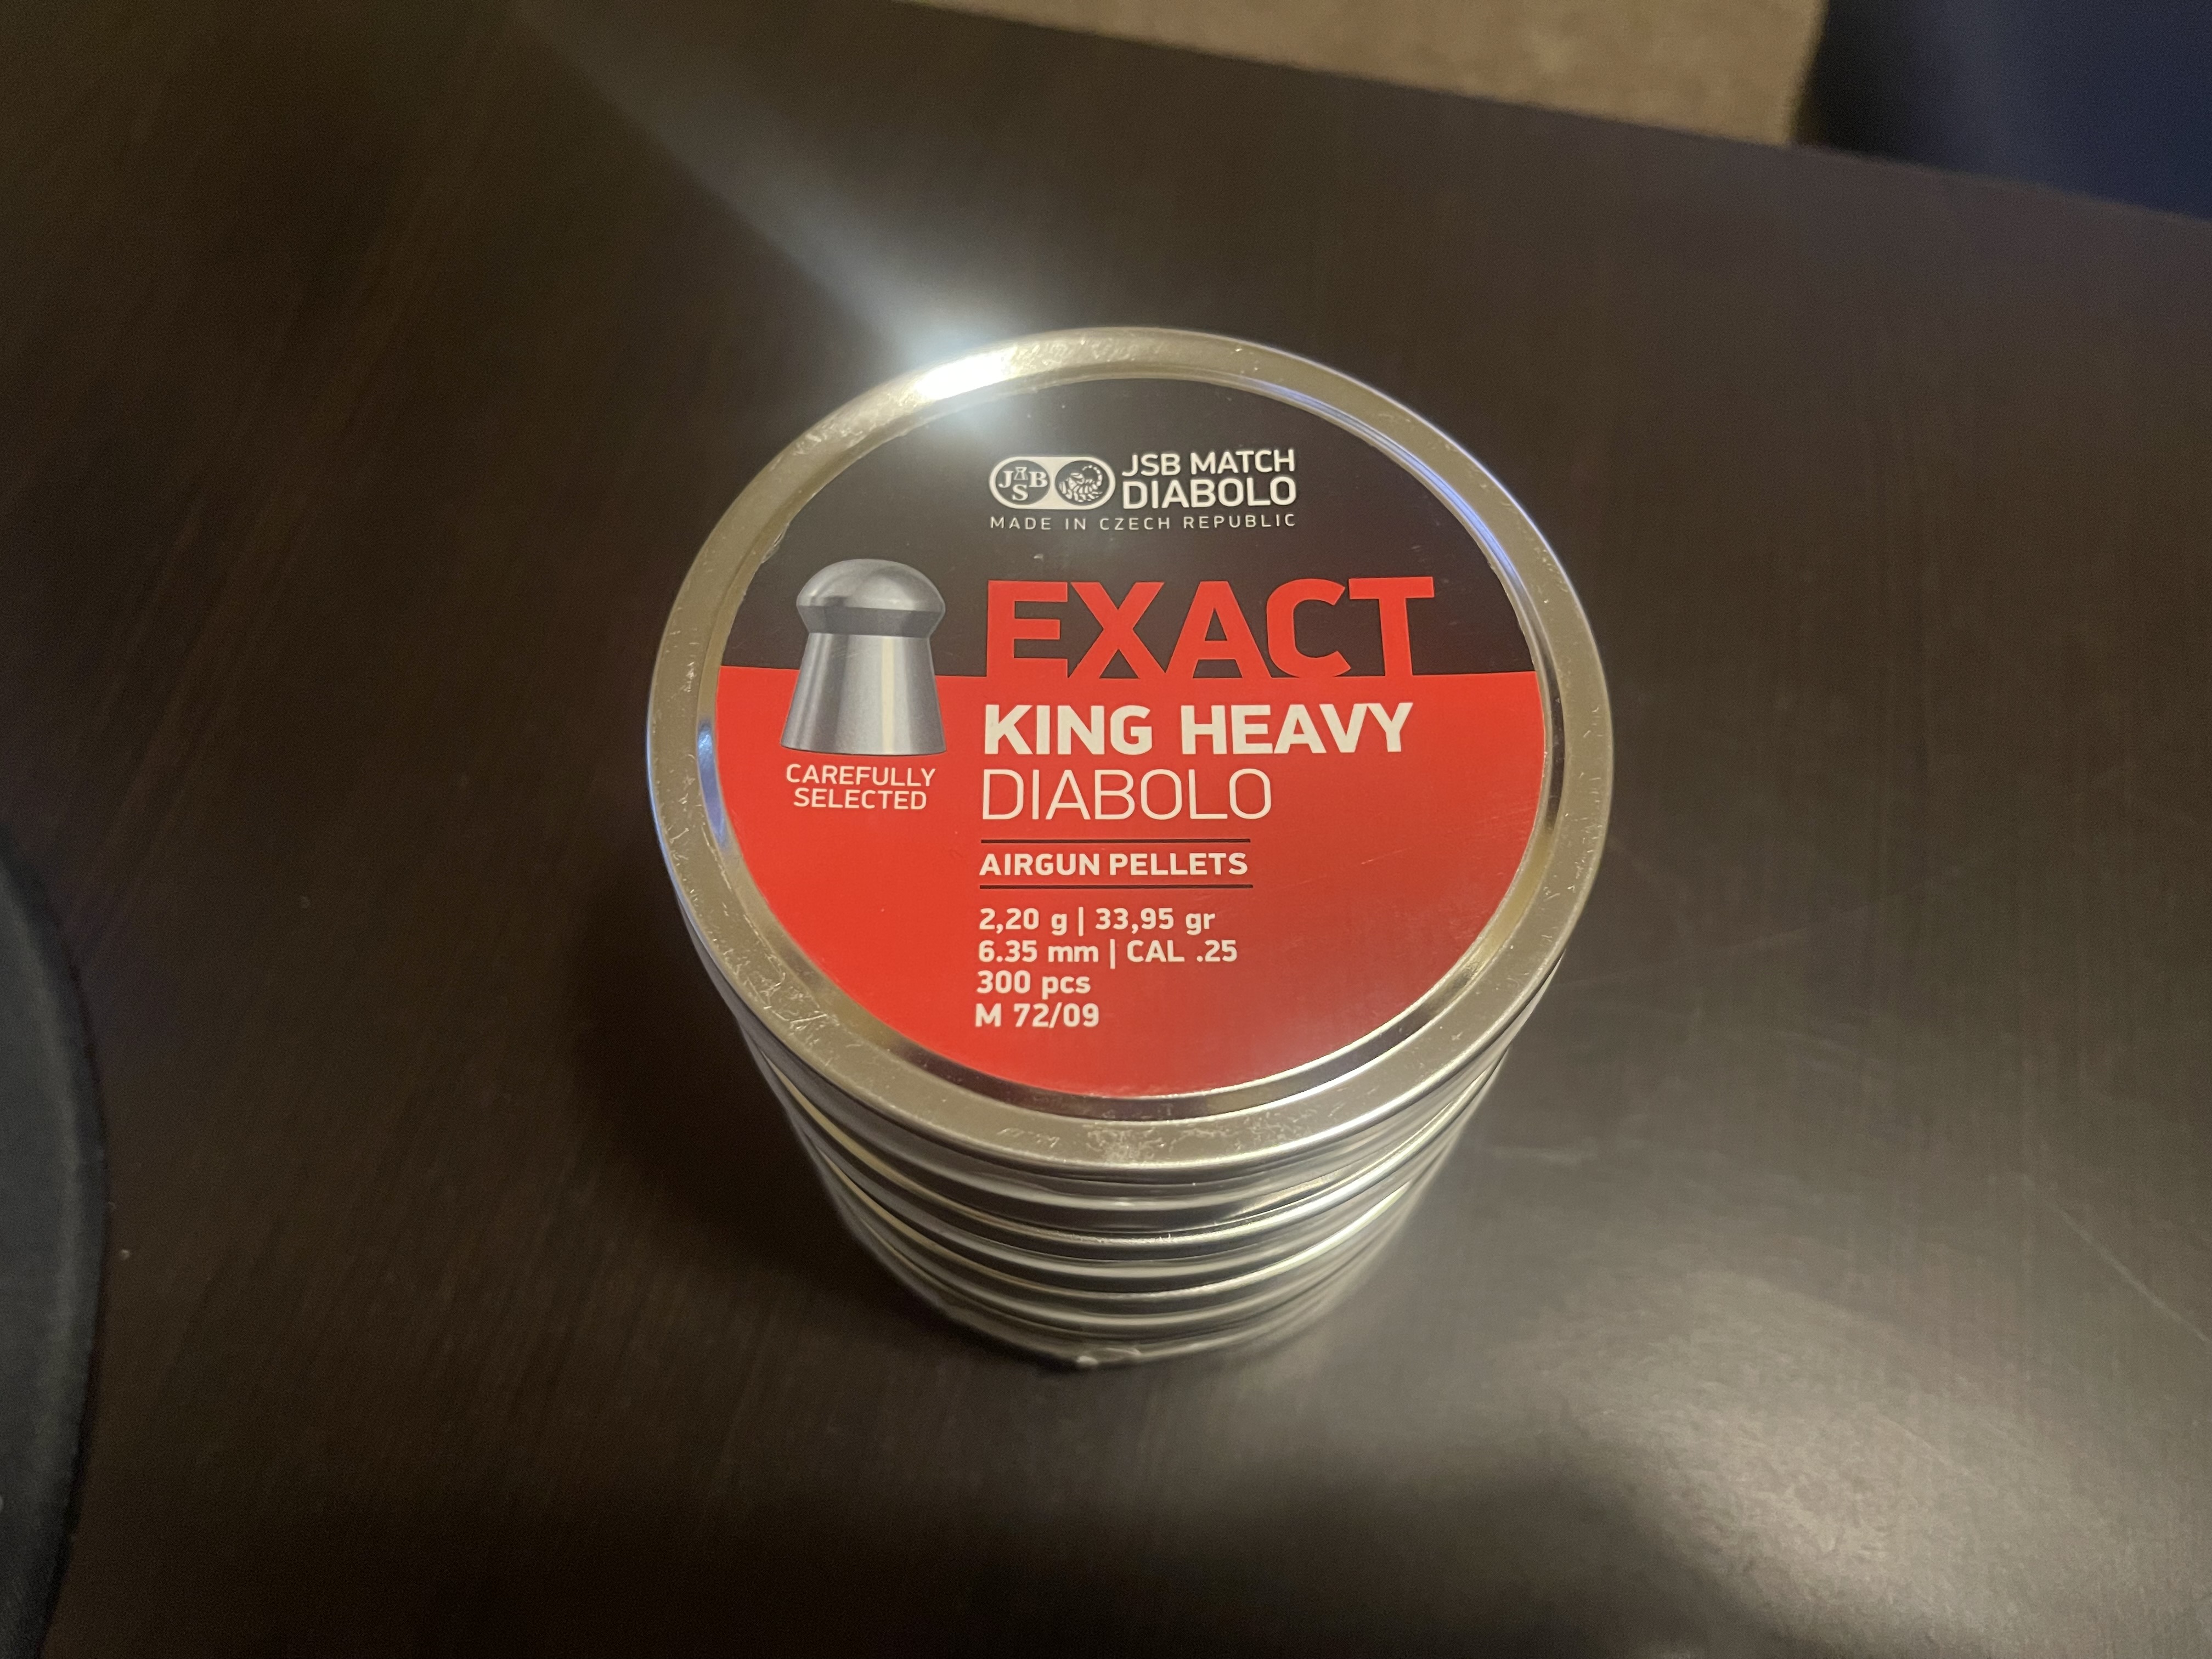 JSB
JSB MATCH
DIABOLO
MADE IN CZECH REPUBLIC
EXACT
KING HEAVY
DIABOLO
CAREFULLY
SELECTED
AIRGUN PELLETS
2,20 g | 33,95 gr
6.35 mm | CAL .25
300 pcs
M 72/09